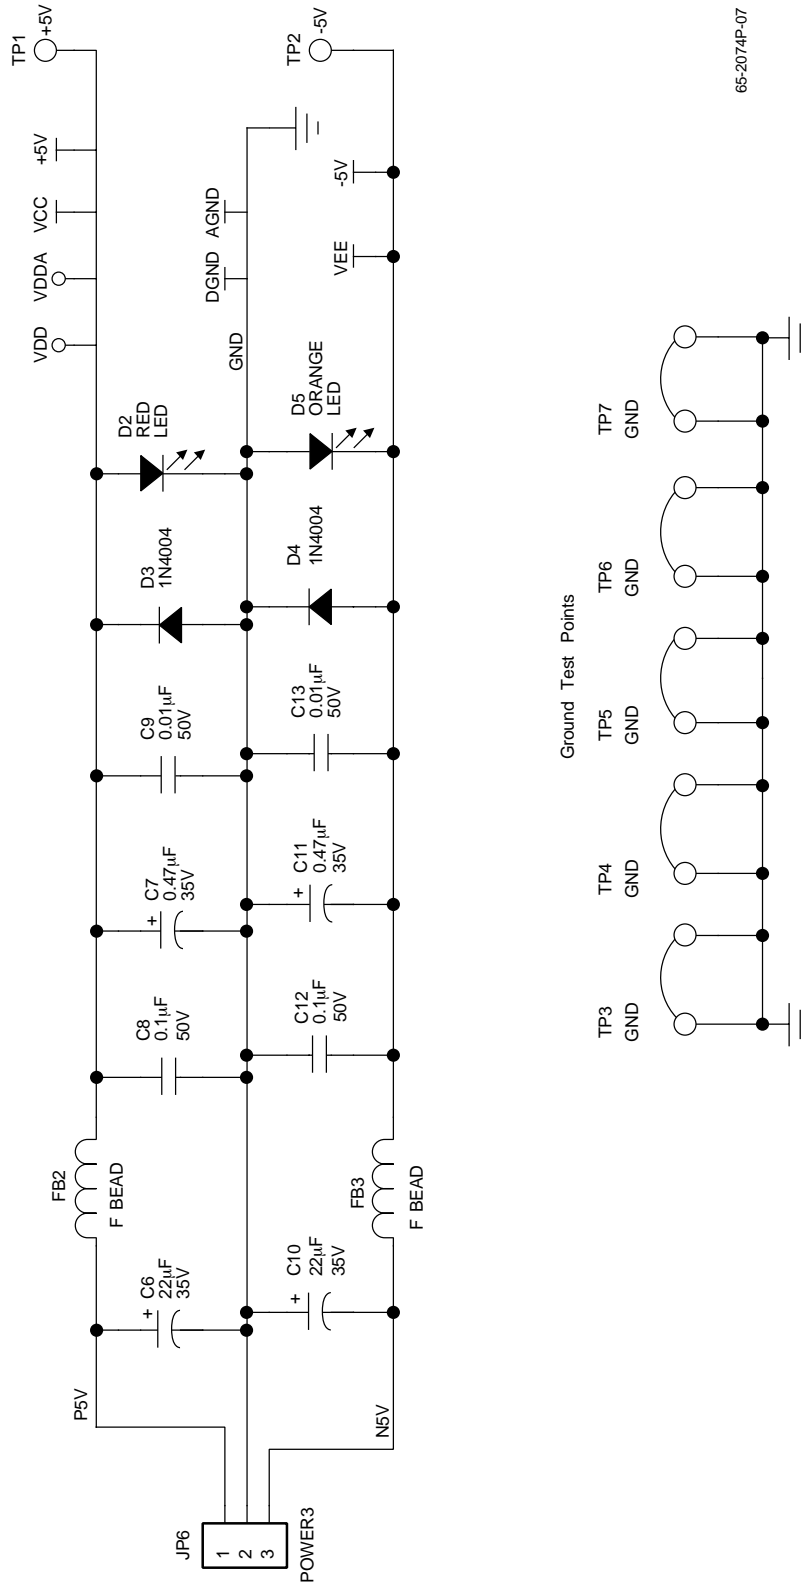 JP6
1
2
3
POWER3
P5V
N5V
C6
22µF
35V
+
C10
22µF
35V
+
FB2
F BEAD
FB3
F BEAD
C8
0.1µF
50V
C12
0.1µF
50V
C7
0.47µF
35V
+
C11
0.47µF
35V
+
C9
0.01µF
50V
C13
0.01µF
50V
D3
1N4004
D4
1N4004
D2
RED
LED
D5
ORANGE
LED
GND
VDD
VDDA
VCC
+5V
DGND
AGND
VEE
-5V
TP1
+5V
TP2
-5V
Ground Test Points
TP3
GND
TP4
GND
TP5
GND
TP6
GND
TP7
GND
65-2074P-07